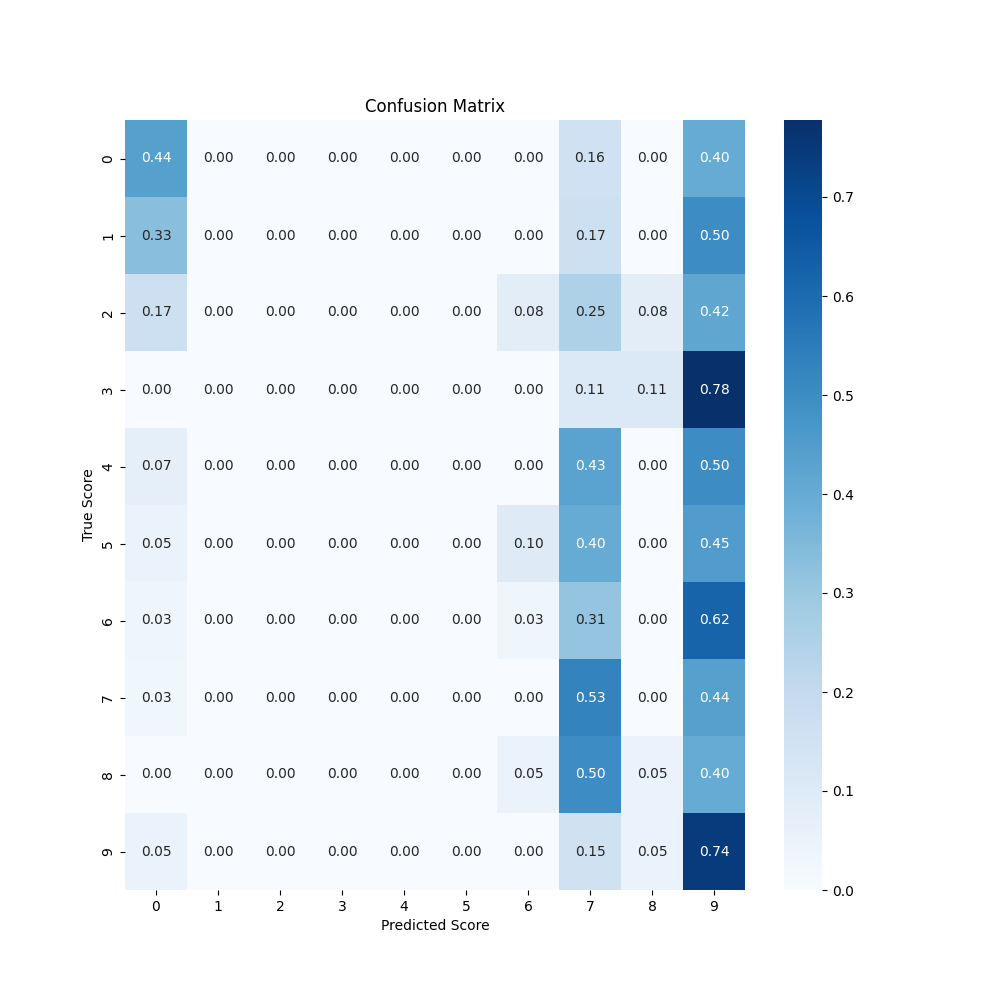 Confusion Matrix
0 0.44 0.00 0.00 0.00 0.00 0.00 0.00 0.16 0.00 0.40
1 0.33 0.00 0.00 0.00 0.00 0.00 0.00 0.17 0.00 0.50
2 0.17 0.00 0.00 0.00 0.00 0.00 0.08 0.25 0.08 0.42
3 0.00 0.00 0.00 0.00 0.00 0.00 0.00 0.11 0.11 0.78
4 0.07 0.00 0.00 0.00 0.00 0.00 0.00 0.43 0.00 0.50
5 0.05 0.00 0.00 0.00 0.00 0.00 0.10 0.40 0.00 0.45
6 0.03 0.00 0.00 0.00 0.00 0.00 0.03 0.31 0.00 0.62
7 0.03 0.00 0.00 0.00 0.00 0.00 0.00 0.53 0.00 0.44
8 0.00 0.00 0.00 0.00 0.00 0.00 0.05 0.50 0.05 0.40
9 0.05 0.00 0.00 0.00 0.00 0.00 0.00 0.15 0.05 0.74
0 1 2 3 4 5 6 7 8 9
Predicted Score
True Score
0.7
0.6
0.5
0.4
0.3
0.2
0.1
0.0